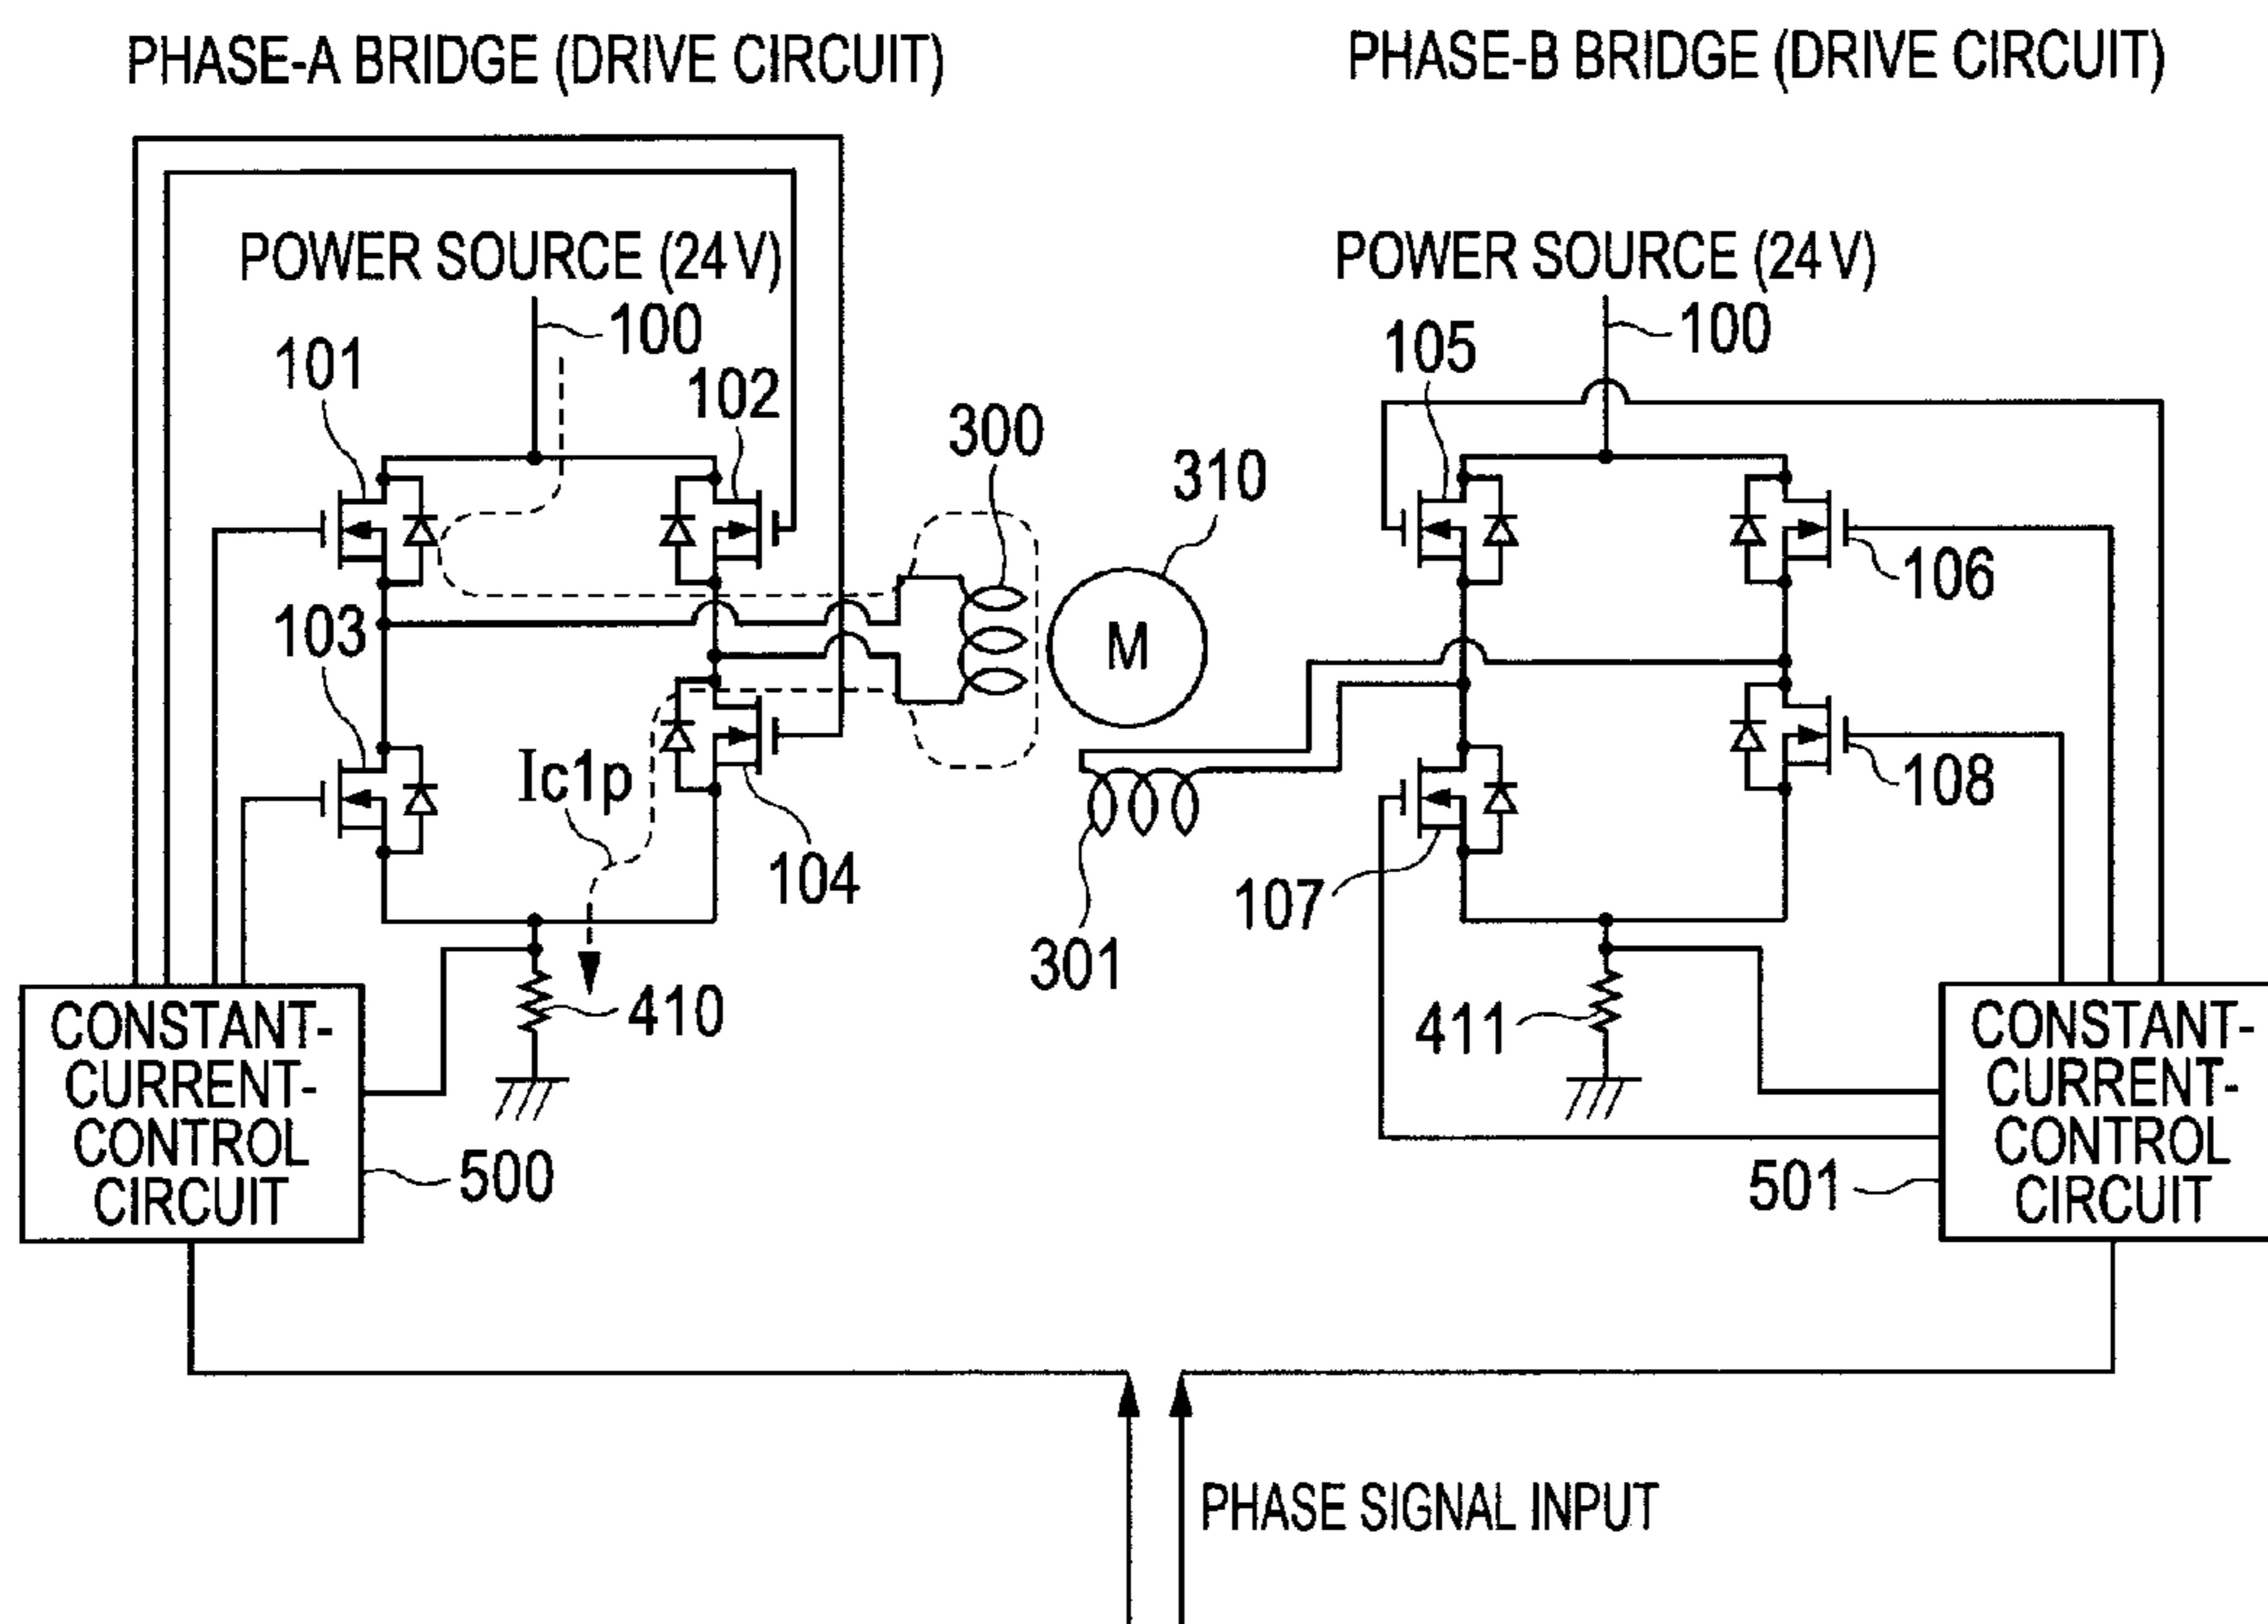 PHASE-A BRIDGE (DRIVE CIRCUIT)
PHASE-B BRIDGE (DRIVE CIRCUIT)
POWER SOURCE (24 V)
POWER SOURCE (24 V)
100
100
101
102
105
300
310
106
103
M
Ic1p
108
104
107
301
410
411
CONSTANT-
CURRENT-
CONTROL
CIRCUIT
500
CONSTANT-
CURRENT-
CONTROL
CIRCUIT
501
PHASE SIGNAL INPUT